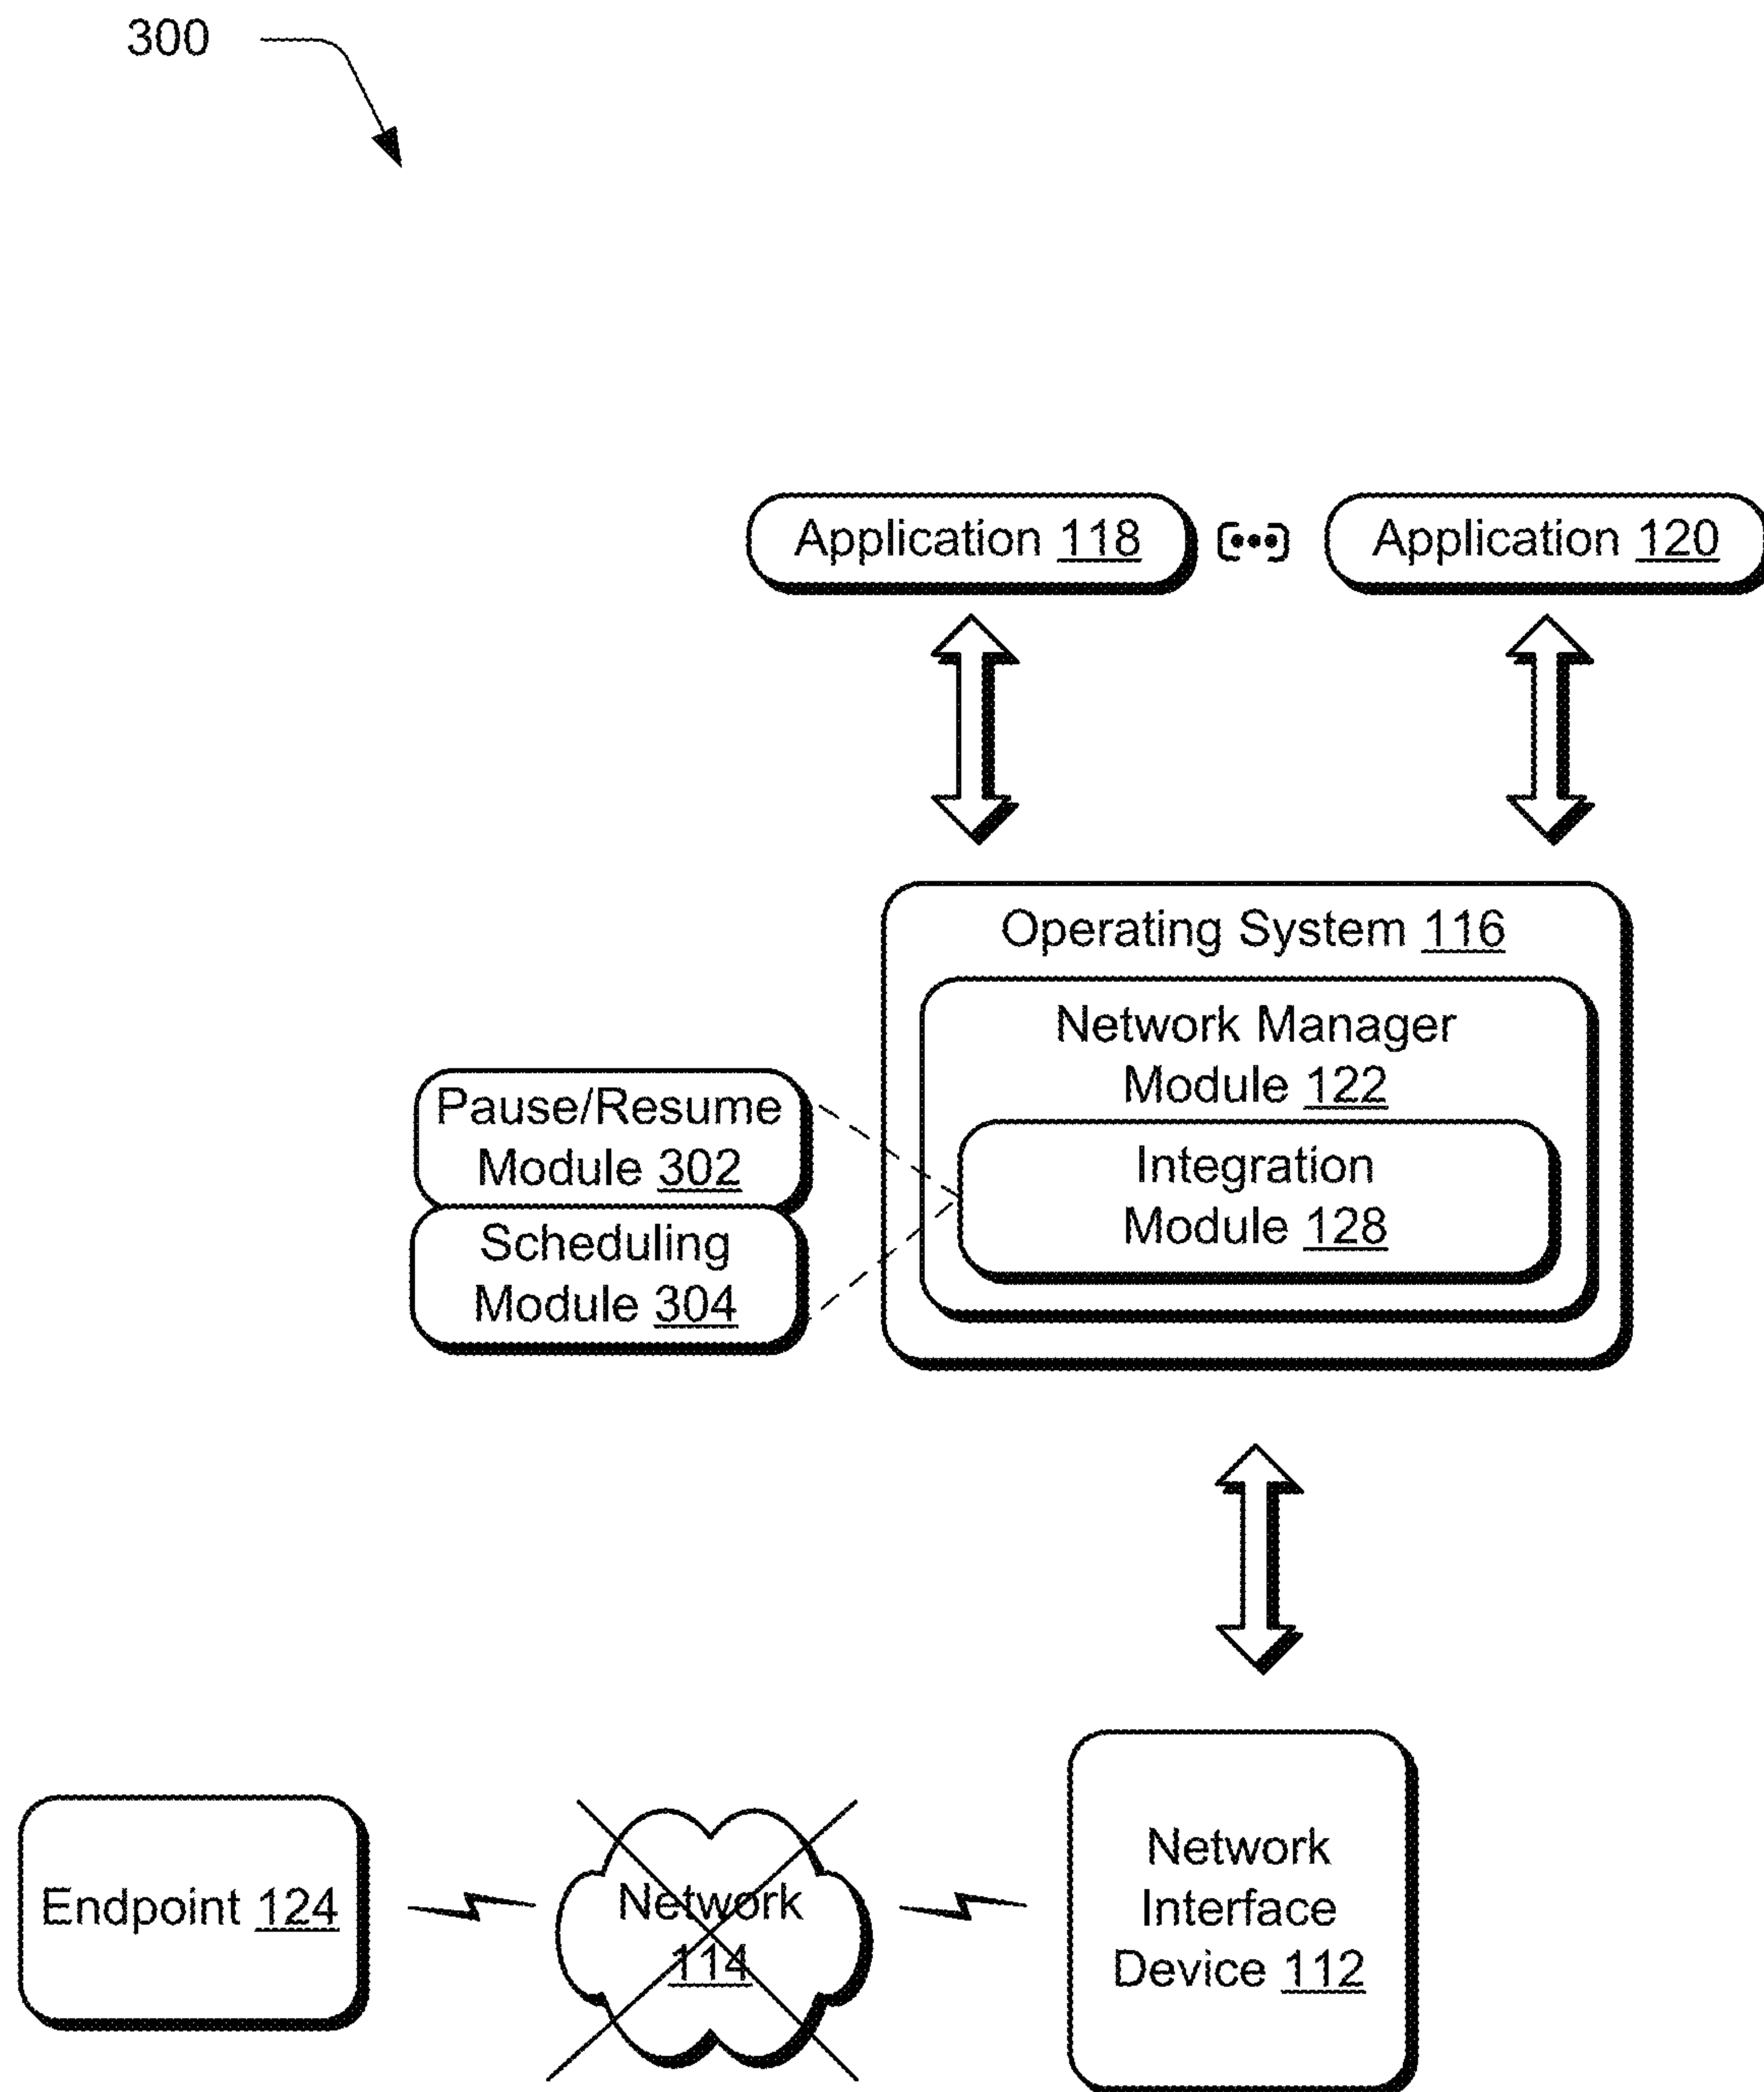 300
Application 118
Application 120
Operating System 116
Network Manager
Module 122
Integration
Module 128
Pause/Resume
Module 302
Scheduling
Module 304
Network
Interface
Device 112
Endpoint 124
Network
114